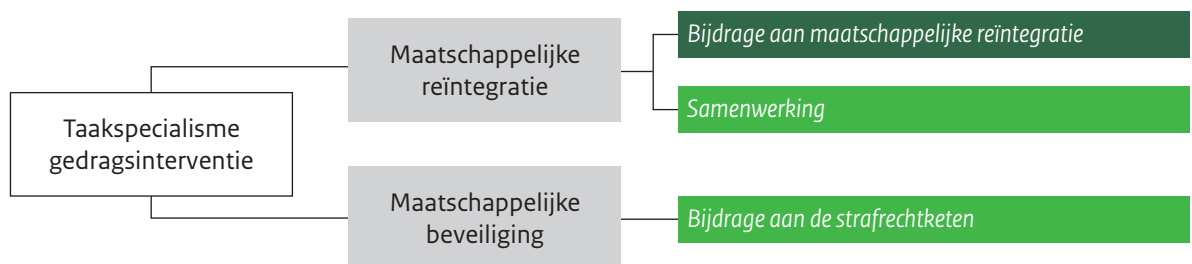 Taakspecialisme
gedragsinterventie
Maatschappelijke
reïntegratie
Bijdrage aan maatschappelijke reïntegratie
Samenwerking
Maatschappelijke
beveiliging
Bijdrage aan de strafrechtketen